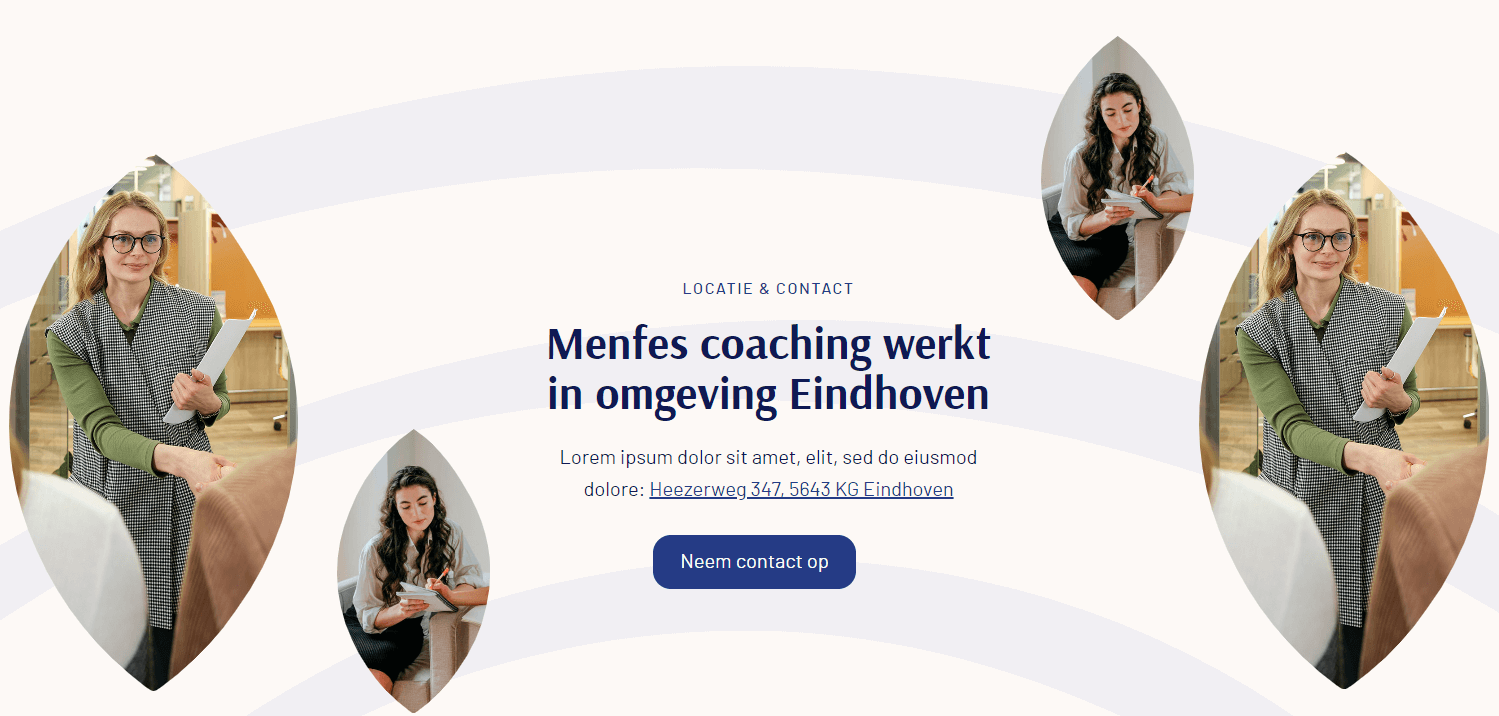 LOCATIE & CONTACT
Menfes coaching werkt
in omgeving Eindhoven
Lorem ipsum dolor sit amet, elit, sed do eiusmod
dolore: Heezerweg 347, 5643 KG Eindhoven
Neem contact op